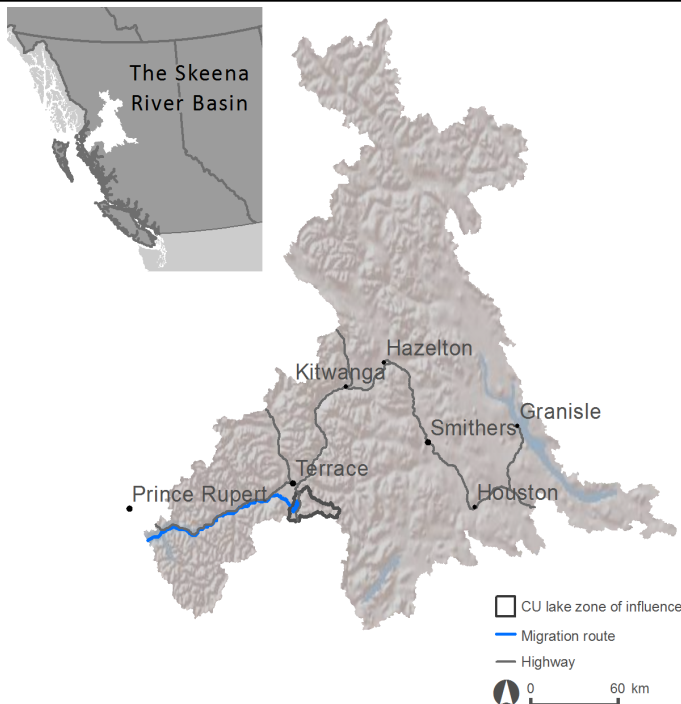 The Skeena
River Basin
Hazelton
Kitwanga
Granisle
Smithers
Terrace
Prince Rupert
Houston
CU lake zone of influence
Migration route
Highway
0 60 km